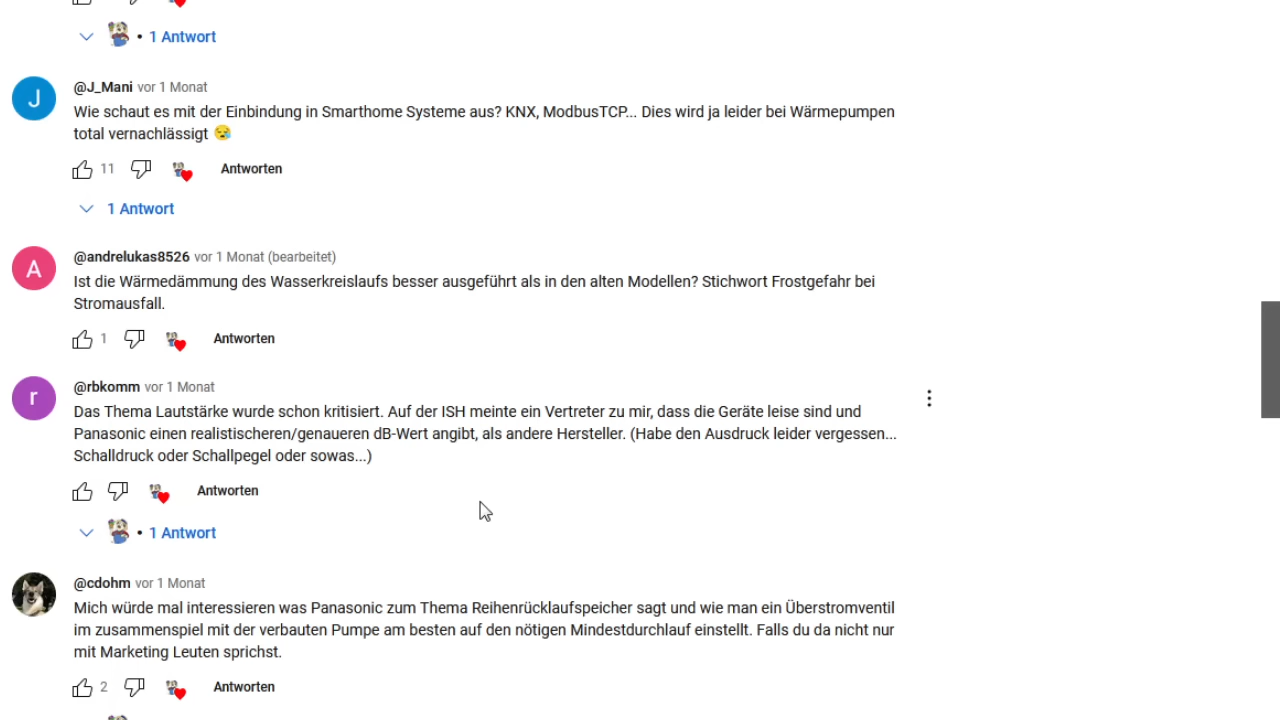 • 1 Antwort
J
@J_Mani vor 1 Monat
Wie schaut es mit der Einbindung in Smarthome Systeme aus? KNX, ModbusTCP... Dies wird ja leider bei Wärmepumpen
total vernachlässigt 😪
11 Antworten
1 Antwort
A
@andrelukas8526 vor 1 Monat (bearbeitet)
Ist die Wärmedämmung des Wasserkreislaufs besser ausgeführt als in den alten Modellen? Stichwort Frostgefahr bei
Stromausfall.
1 Antworten
r
@rbkomm vor 1 Monat
Das Thema Lautstärke wurde schon kritisiert. Auf der ISH meinte ein Vertreter zu mir, dass die Geräte leise sind und
Panasonic einen realistischeren/genaueren dB-Wert angibt, als andere Hersteller. (Habe den Ausdruck leider vergessen...
Schalldruck oder Schallpegel oder sowas...)
Antworten
• 1 Antwort
@cdohm vor 1 Monat
Mich würde mal interessieren was Panasonic zum Thema Reihenrücklaufspeicher sagt und wie man ein Überstromventil
im zusammenspiel mit der verbauten Pumpe am besten auf den nötigen Mindestdurchlauf einstellt. Falls du da nicht nur
mit Marketing Leuten sprichst.
2 Antworten